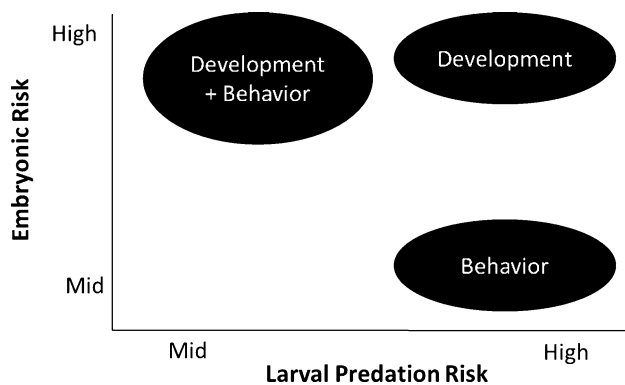 High
Development
+ Behavior
Development
Embryonic Risk
Behavior
Mid
Mid
High
Larval Predation Risk